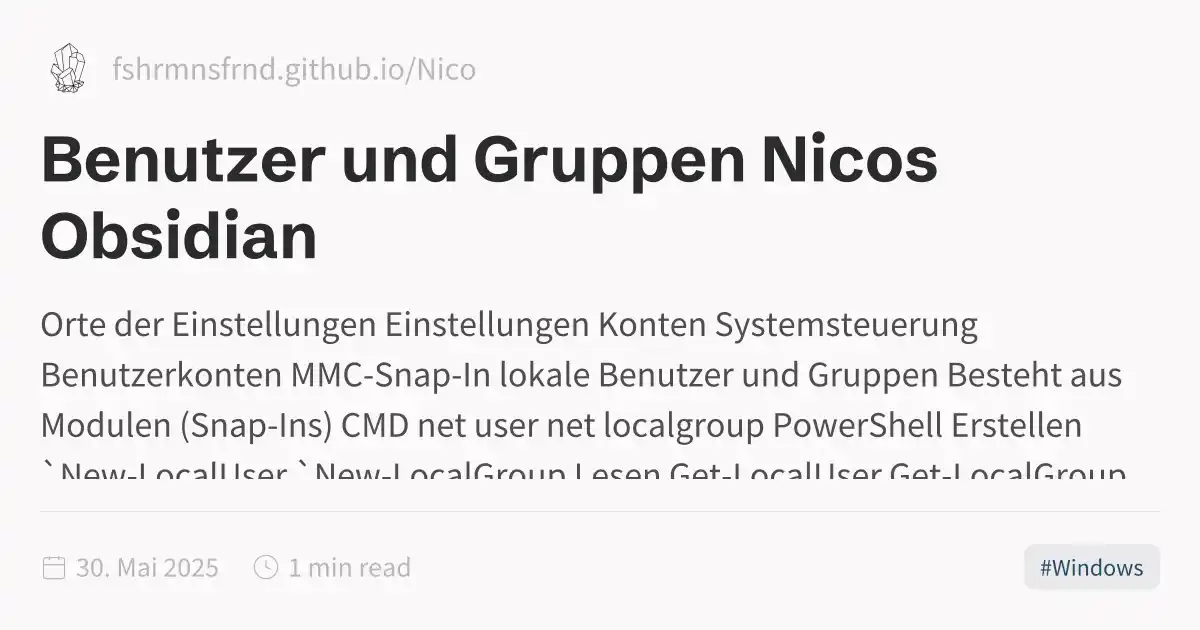 fshrmnsfrnd.github.io/Nico
Benutzer und Gruppen Nicos
Obsidian
Orte der Einstellungen Einstellungen Konten Systemsteuerung
Benutzerkonten MMC-Snap-In lokale Benutzer und Gruppen Besteht aus
Modulen (Snap-Ins) CMD net user net localgroup PowerShell Erstellen
`New-LocalUser `New-LocalGroup Lesen Get-LocalUser Get-LocalGroup
30. Mai 2025
1 min read
#Windows